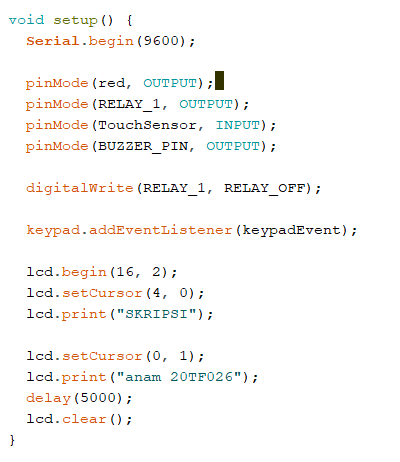 void setup() {
  Serial.begin(9600);

  pinMode(red, OUTPUT);
  pinMode(RELAY_1, OUTPUT);
  pinMode(TouchSensor, INPUT);
  pinMode(BUZZER_PIN, OUTPUT);

  digitalWrite(RELAY_1, RELAY_OFF);

  keypad.addEventListener(keypadEvent);

  lcd.begin(16, 2);
  lcd.setCursor(4, 0);
  lcd.print("SKRIPSI");

  lcd.setCursor(0, 1);
  lcd.print("anam 20TF026");
  delay(5000);
  lcd.clear();
}